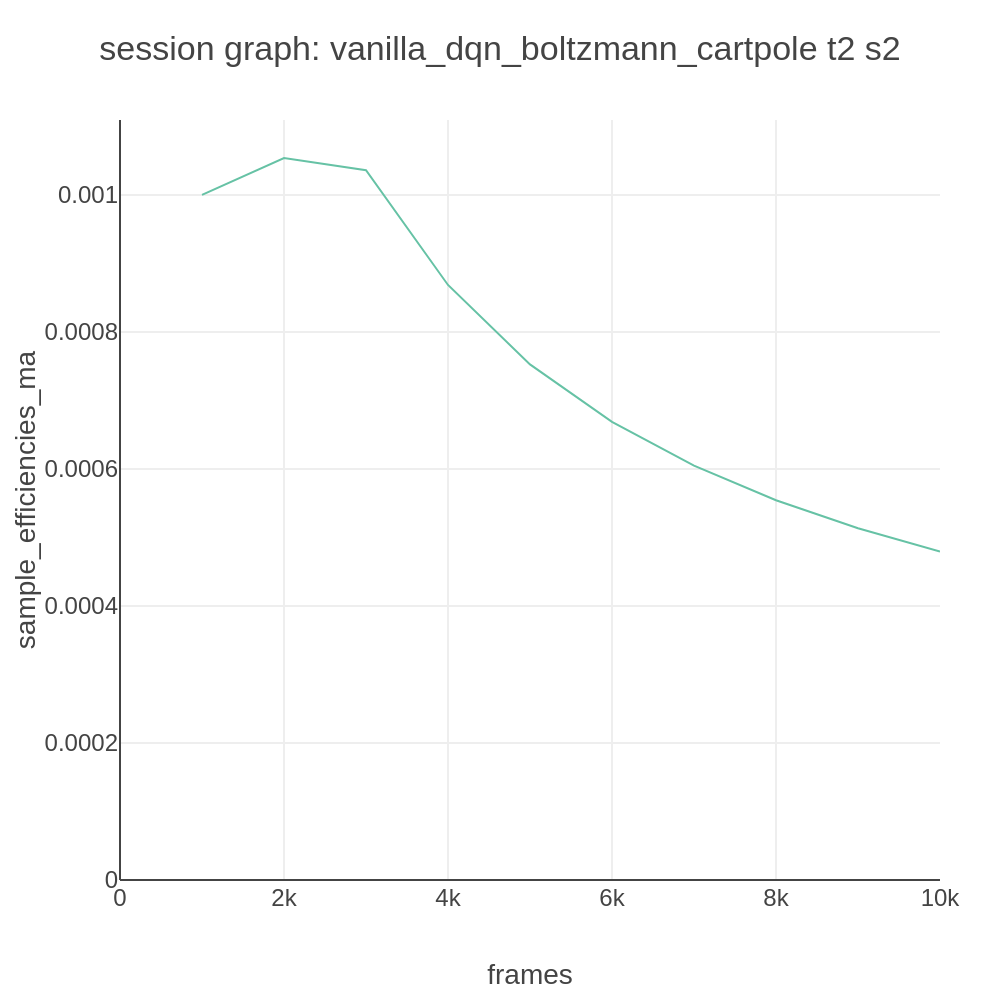 session graph: vanilla_dqn_boltzmann_cartpole t2 s2
sample_efficiencies_ma
0.001
0.0008
0.0006
0.0004
0.0002
0
0 2k 4k 6k 8k 10k
frames